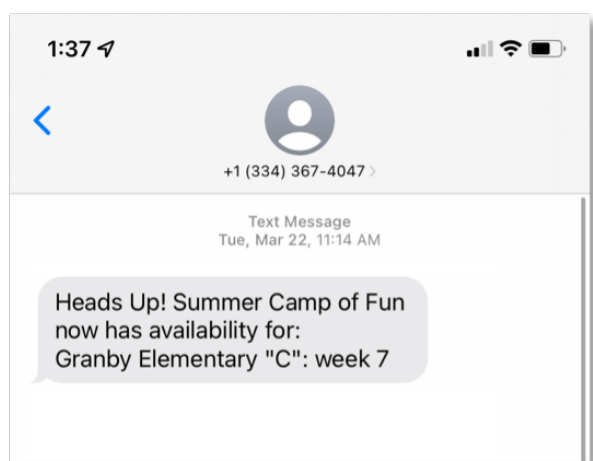 1:37
+1 (334) 367-4047
Text Message
Tue, Mar 22, 11:14 AM
Heads Up! Summer Camp of Fun
now has availability for:
Granby Elementary "C": week 7